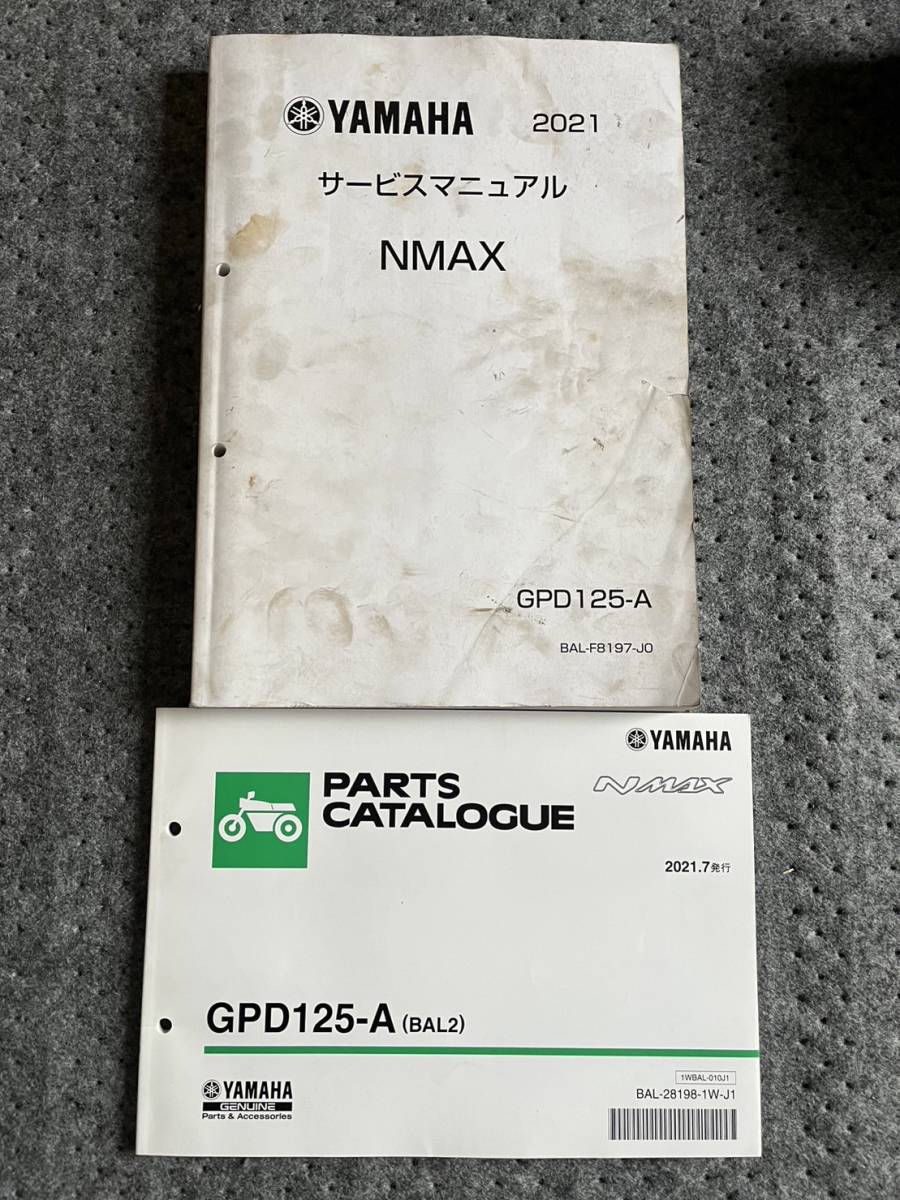 YAMAHA 2021
サービスマニュアル
NMAX
GPD125-A
BAL-F8197-J0
YAMAHA
NMAX
PARTS
CATALOGUE
2021.7発行
GPD125-A (BAL2)
YAMAHA
GENUINE
Parts & Accessories
1WBAL-010J1
BAL-28198-1W-J1